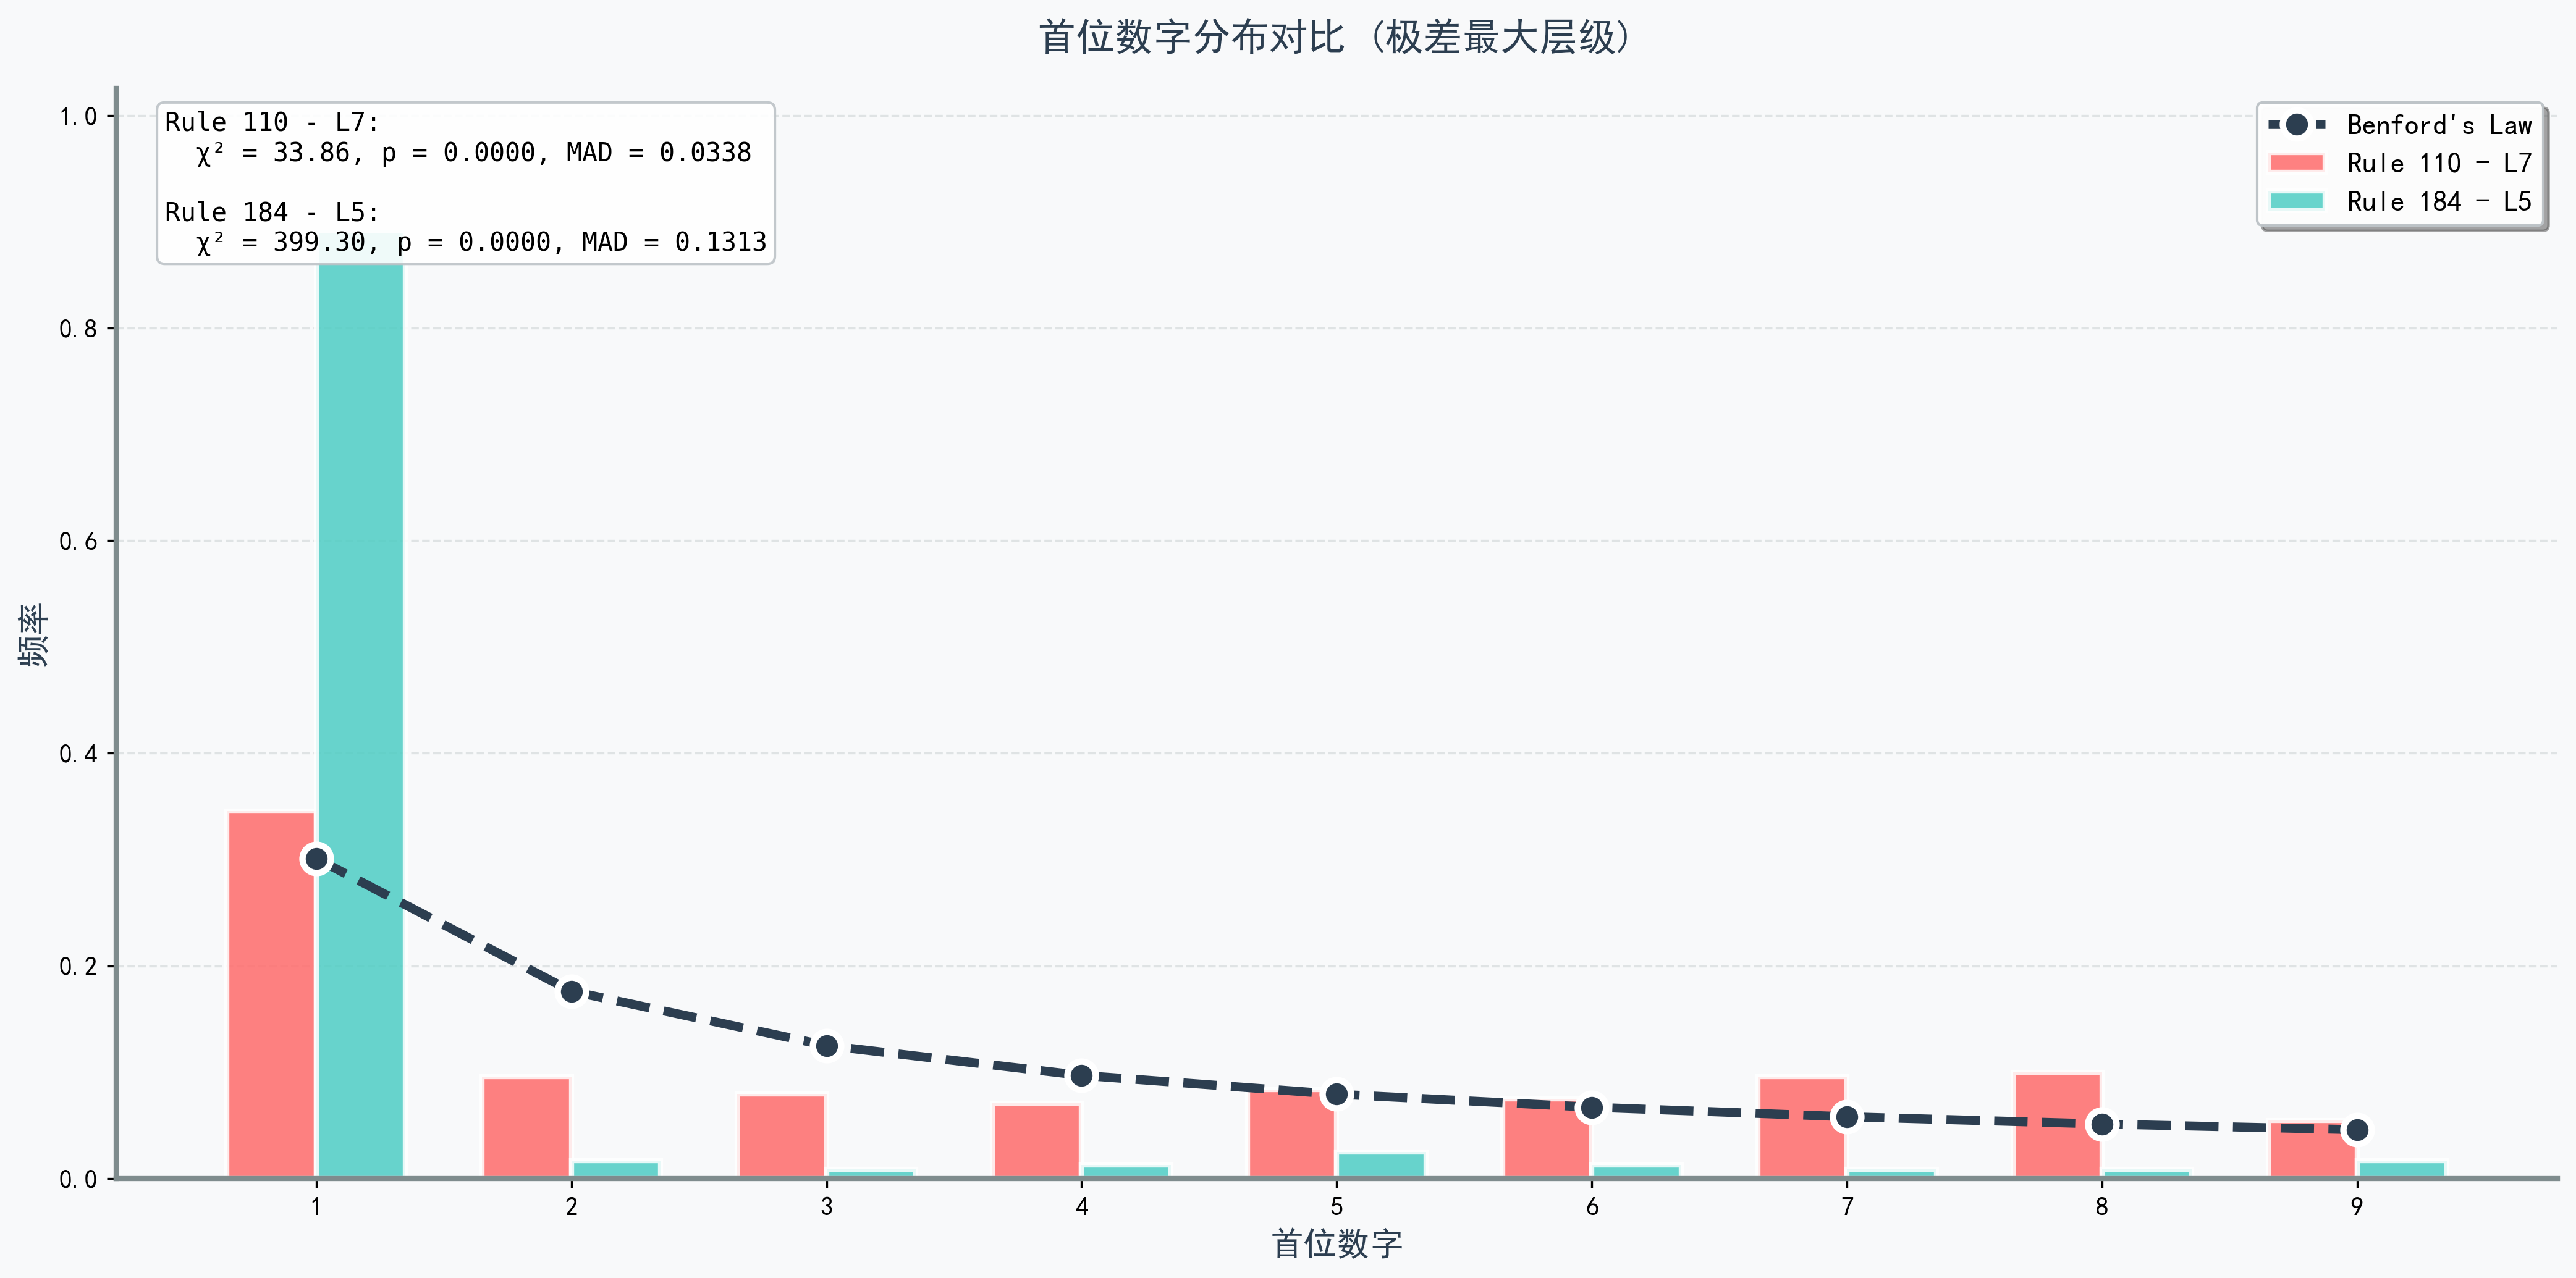 首位数字分布对比 (极差最大层级)
Rule 110 - L7:
χ² = 33.86, p = 0.0000, MAD = 0.0338
Rule 184 - L5:
χ² = 399.30, p = 0.0000, MAD = 0.1313
Benford's Law
Rule 110 - L7
Rule 184 - L5
频率
1.0
0.8
0.6
0.4
0.2
0.0
1 2 3 4 5 6 7 8 9
首位数字